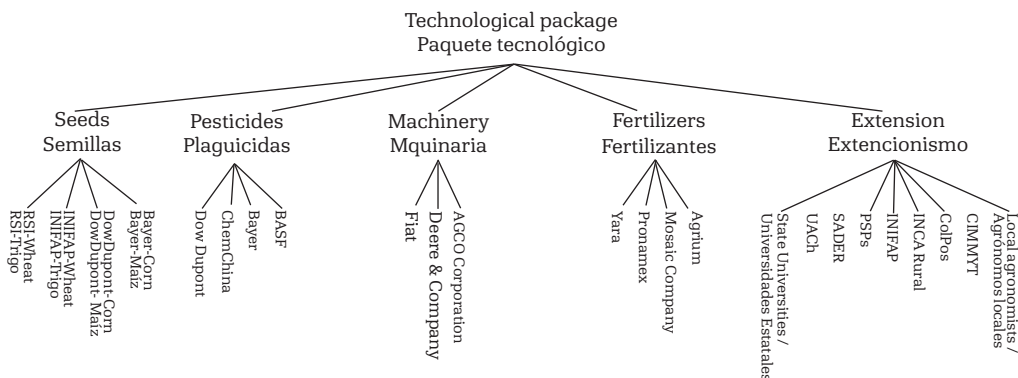 Technological package
Paquete tecnológico
Seeds
Semillas
Pesticides
Plaguicidas
Machinery
Mquinaria
Fertilizers
Fertilizantes
Extension
Extencionismo
RSI-Wheat
RSI-Trigo
INIFAP-Wheat
INIFAP-Trigo
DowDupont-Corn
DowDupont- Maíz
Bayer-Corn
Bayer-Maíz
Dow Dupont
ChemChina
Bayer
BASF
Fiat
Deere & Company
AGCO Corporation
Yara
Pronamex
Mosaic Company
Agrium
State Universities /
Universidades Estatales
UACh
SADER
PSPs
INIFAP
INCA Rural
ColPos
CIMMYT
Local agronomists /
Agrónomos locales